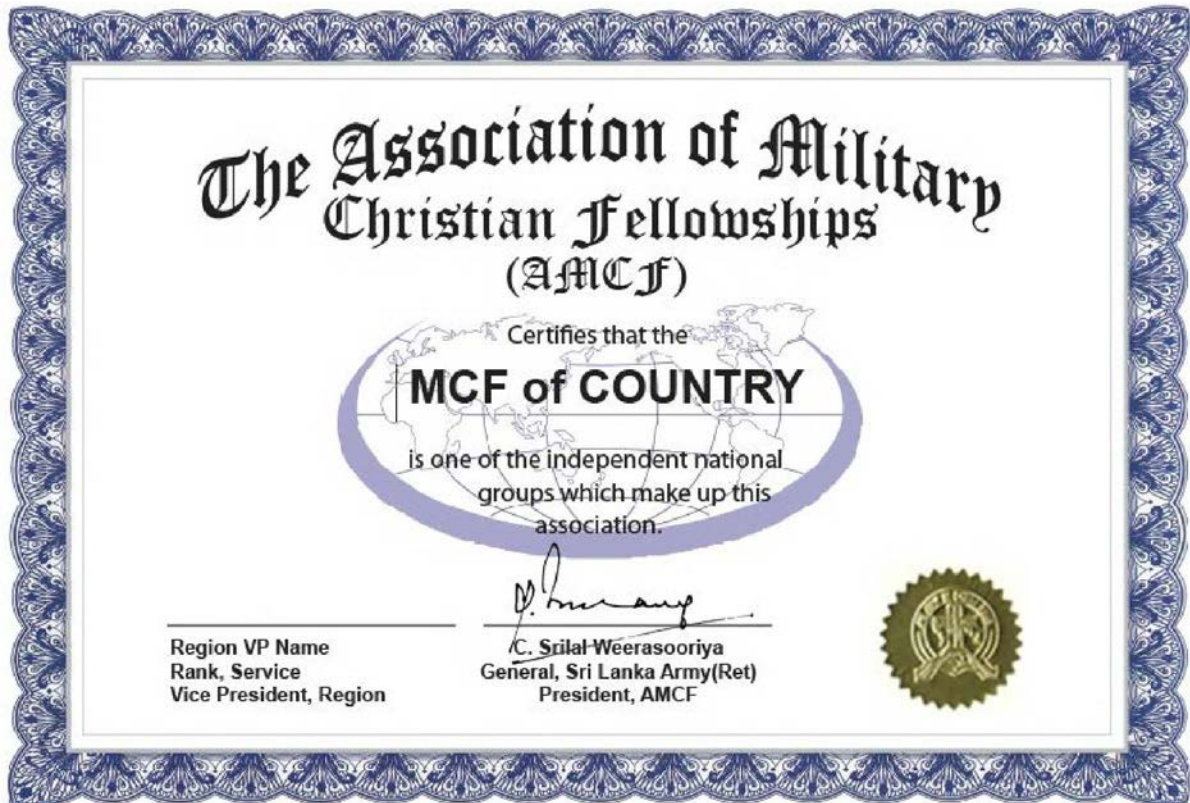 The Association of Military
Christian Fellowships
(AMCF)
Certifies that the
MCF of COUNTRY
is one of the independent national
groups which make up this
association.
Region VP Name
Rank, Service
Vice President, Region
C. Srilal Weerasooriya
General, Sri Lanka Army(Ret)
President, AMCF